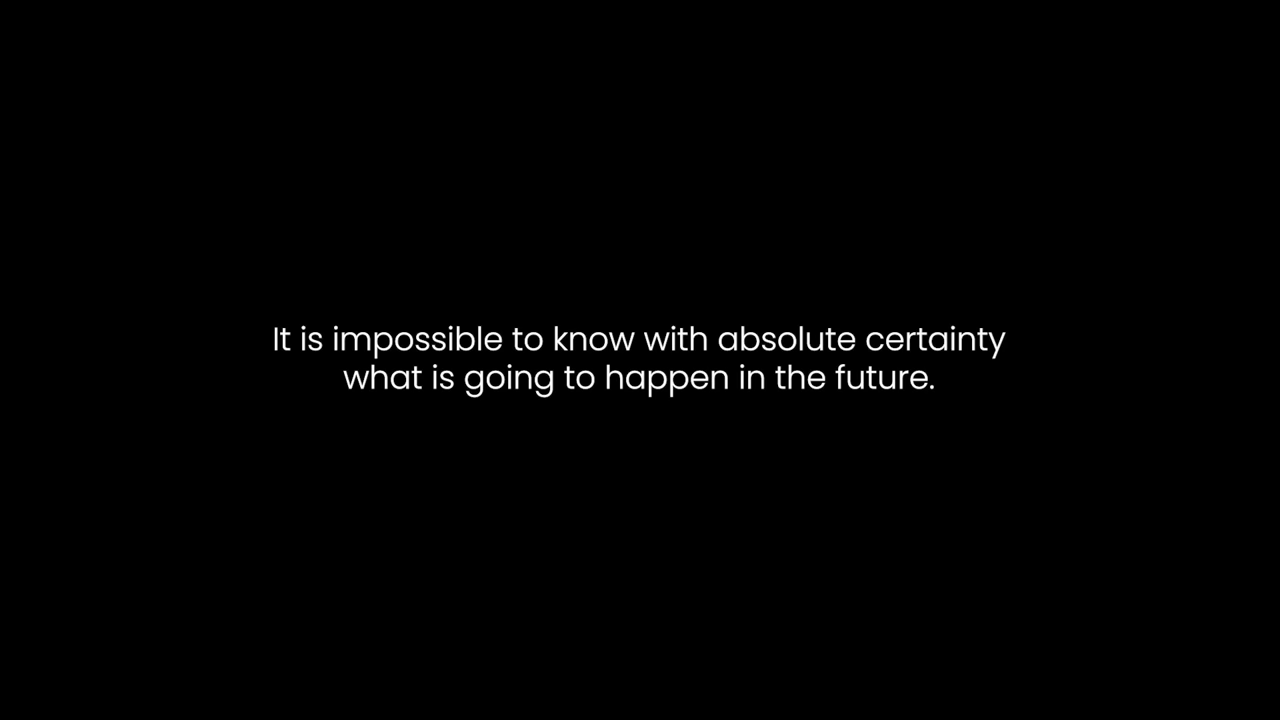 It is impossible to know with absolute certainty
what is going to happen in the future.